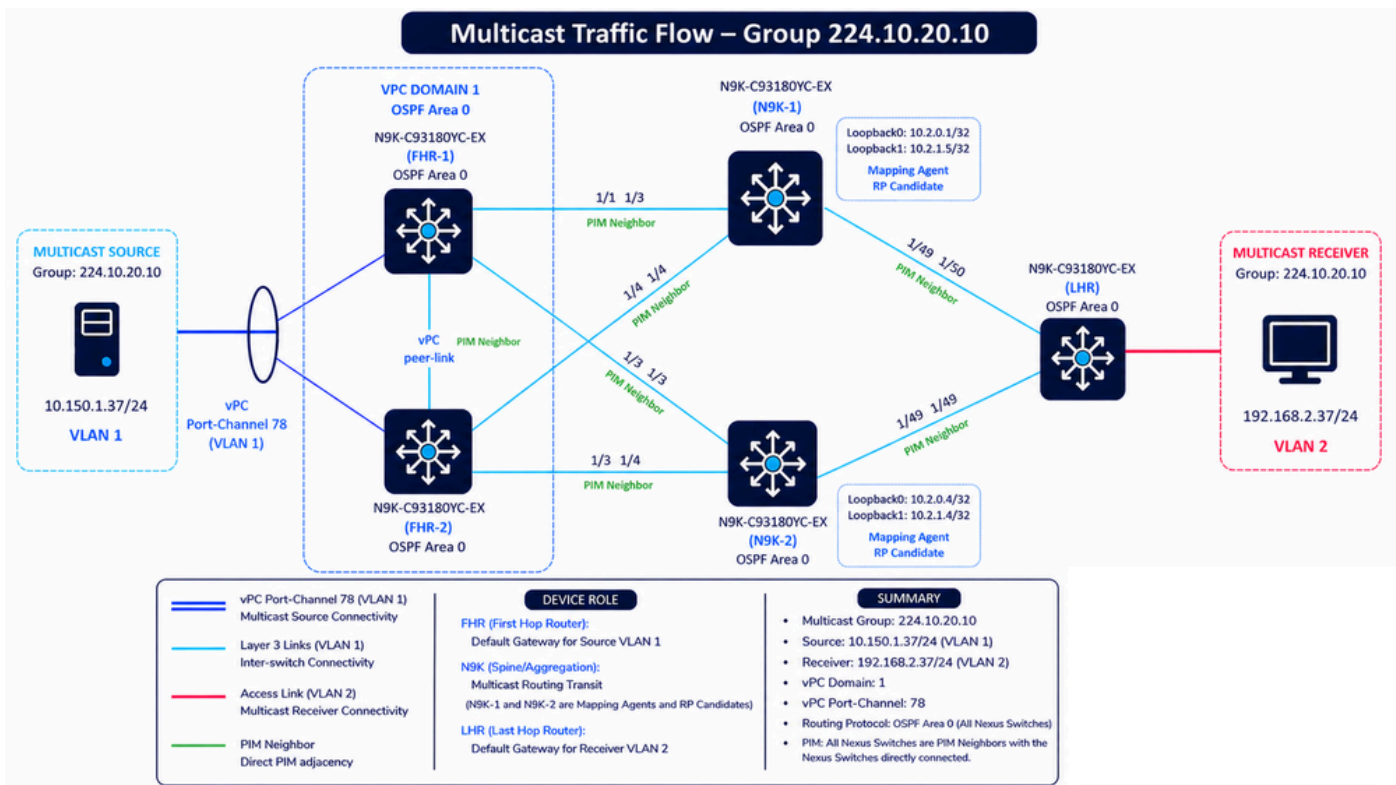 Multicast Traffic Flow – Group 224.10.20.10
MULTICAST SOURCE
Group: 224.10.20.10
10.150.1.37/24
VLAN 1
vPC
Port-Channel 78
(VLAN 1)
VPC DOMAIN 1
OSPF Area 0
N9K-C93180YC-EX
(FHR-1)
OSPF Area 0
vPC
peer-link
PIM Neighbor
N9K-C93180YC-EX
(FHR-2)
OSPF Area 0
1/1 1/3
PIM Neighbor
1/4 1/4
PIM Neighbor
1/3 1/3
PIM Neighbor
1/3 1/4
PIM Neighbor
N9K-C93180YC-EX
(N9K-1)
OSPF Area 0
Loopback0: 10.2.0.1/32
Loopback1: 10.2.1.5/32
Mapping Agent
RP Candidate
N9K-C93180YC-EX
(N9K-2)
OSPF Area 0
Loopback0: 10.2.0.4/32
Loopback1: 10.2.1.4/32
Mapping Agent
RP Candidate
1/49 1/50
PIM Neighbor
1/49 1/49
PIM Neighbor
N9K-C93180YC-EX
(LHR)
OSPF Area 0
MULTICAST RECEIVER
Group: 224.10.20.10
192.168.2.37/24
VLAN 2
vPC Port-Channel 78 (VLAN 1)
Multicast Source Connectivity
Layer 3 Links (VLAN 1)
Inter-switch Connectivity
Access Link (VLAN 2)
Multicast Receiver Connectivity
PIM Neighbor
Direct PIM adjacency
DEVICE ROLE
FHR (First Hop Router):
Default Gateway for Source VLAN 1
N9K (Spine/Aggregation):
Multicast Routing Transit
(N9K-1 and N9K-2 are Mapping Agents and RP Candidates)
LHR (Last Hop Router):
Default Gateway for Receiver VLAN 2
SUMMARY
• Multicast Group: 224.10.20.10
• Source: 10.150.1.37/24 (VLAN 1)
• Receiver: 192.168.2.37/24 (VLAN 2)
• vPC Domain: 1
• vPC Port-Channel: 78
• Routing Protocol: OSPF Area 0 (All Nexus Switches)
• PIM: All Nexus Switches are PIM Neighbors with the
Nexus Switches directly connected.